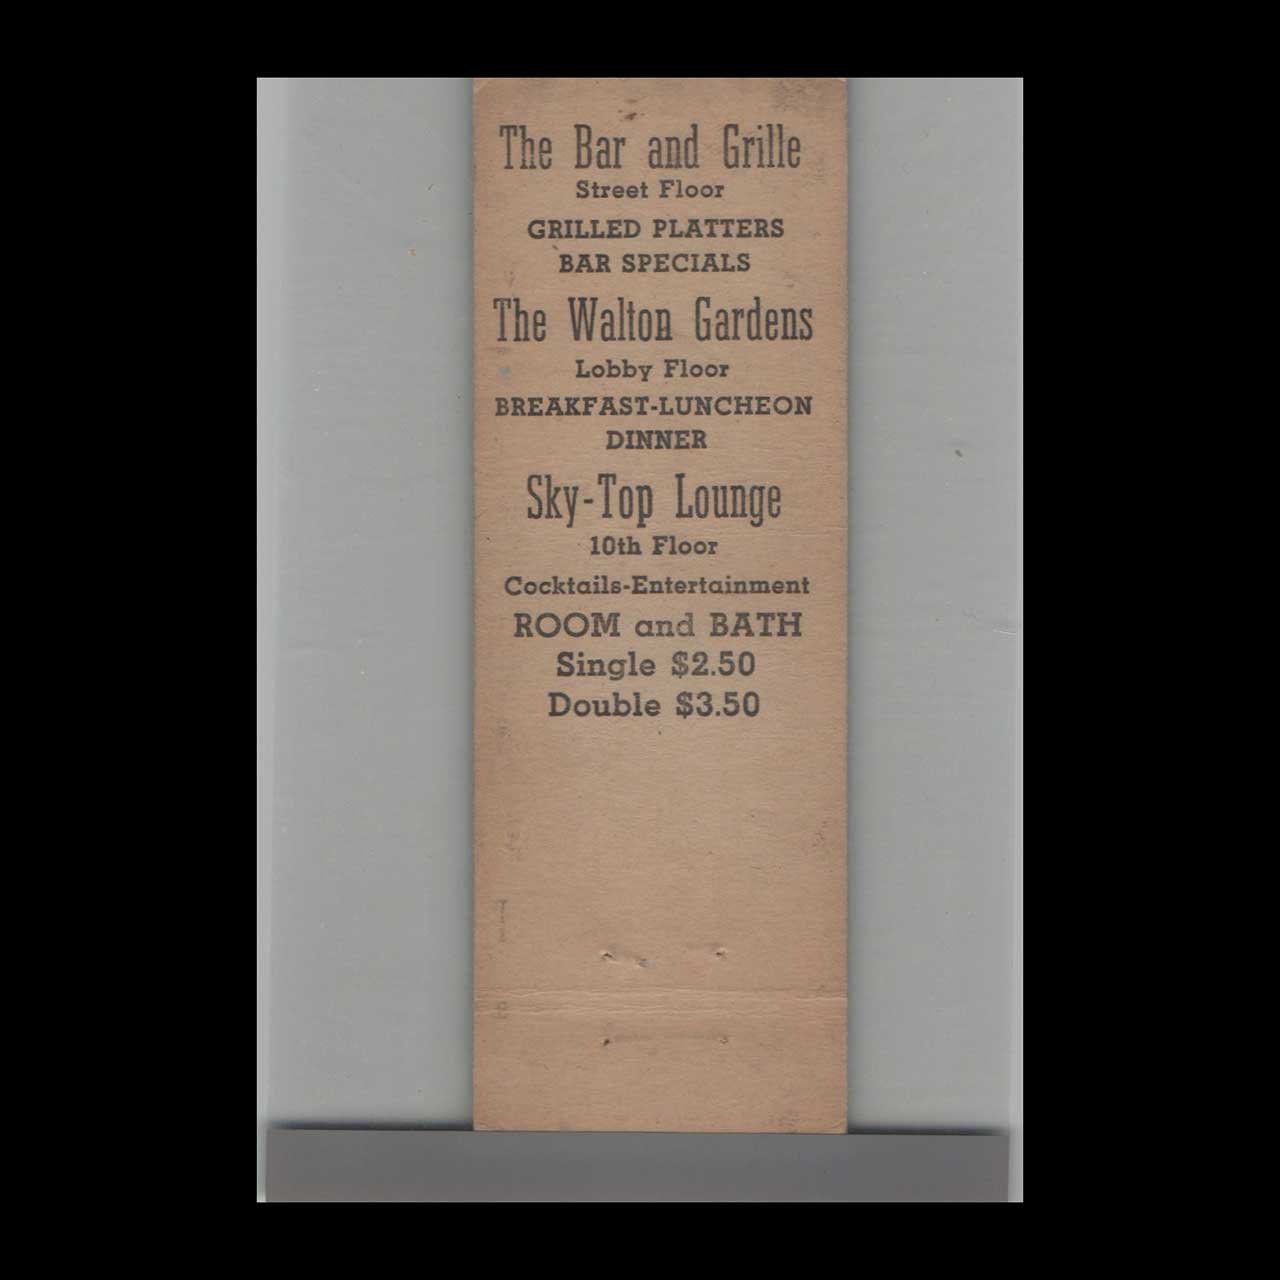 The Bar and Grille
Street Floor
GRILLED PLATTERS
BAR SPECIALS
The Walton Gardens
Lobby Floor
BREAKFAST-LUNCHEON
DINNER
Sky-Top Lounge
10th Floor
Cocktails-Entertainment
ROOM and BATH
Single $2.50
Double $3.50